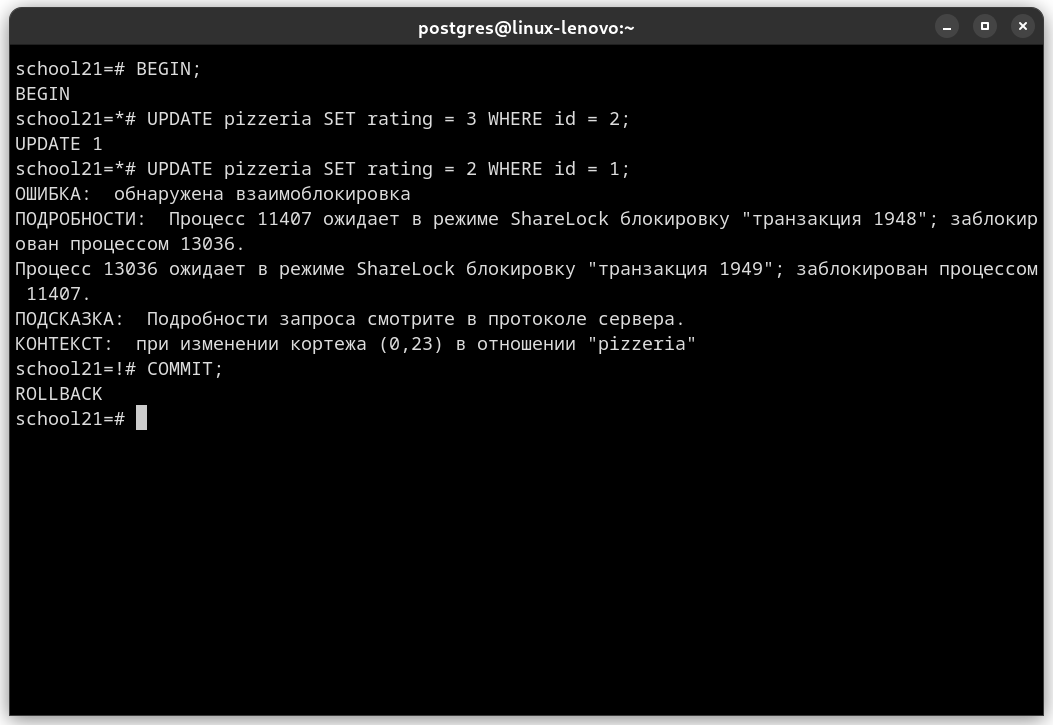 postgres@linux-lenovo:~
school21=# BEGIN;
BEGIN
school21=*# UPDATE pizzeria SET rating = 3 WHERE id = 2;
UPDATE 1
school21=*# UPDATE pizzeria SET rating = 2 WHERE id = 1;
ОШИБКА:  обнаружена взаимоблокировка
ПОДРОБНОСТИ:  Процесс 11407 ожидает в режиме ShareLock блокировку "транзакция 1948"; заблокир
ован процессом 13036.
Процесс 13036 ожидает в режиме ShareLock блокировку "транзакция 1949"; заблокирован процессом
 11407.
ПОДСКАЗКА:  Подробности запроса смотрите в протоколе сервера.
КОНТЕКСТ:  при изменении кортежа (0,23) в отношении "pizzeria"
school21=!# COMMIT;
ROLLBACK
school21=#